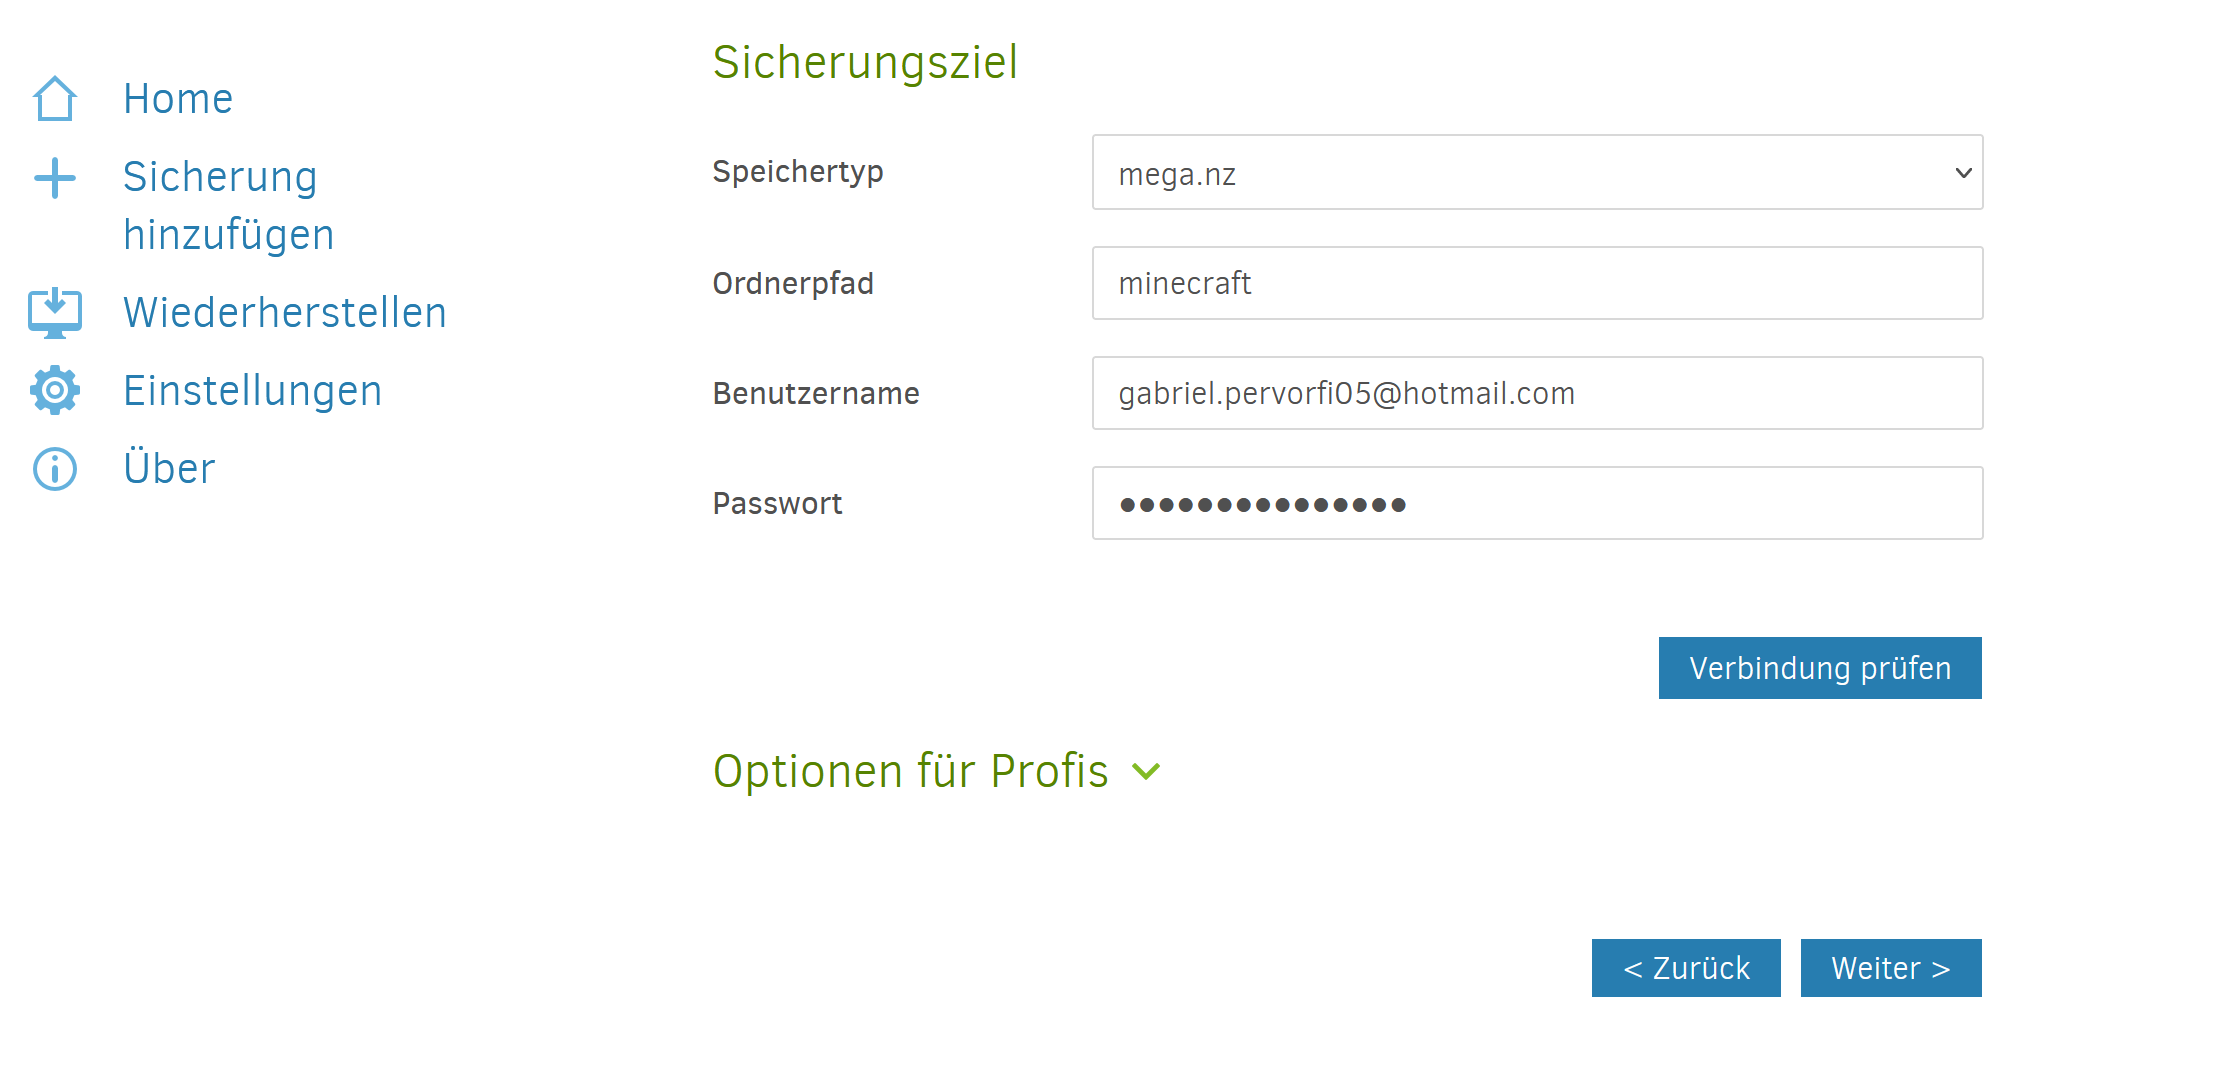 Home
Sicherung
hinzufügen
Wiederherstellen
Einstellungen
Über
Sicherungsziel
Speichertyp
mega.nz
Ordnerpfad
minecraft
Benutzername
gabriel.pervorfi05@hotmail.com
Passwort
●●●●●●●●●●●●●●●
Verbindung prüfen
Optionen für Profis
< Zurück
Weiter >